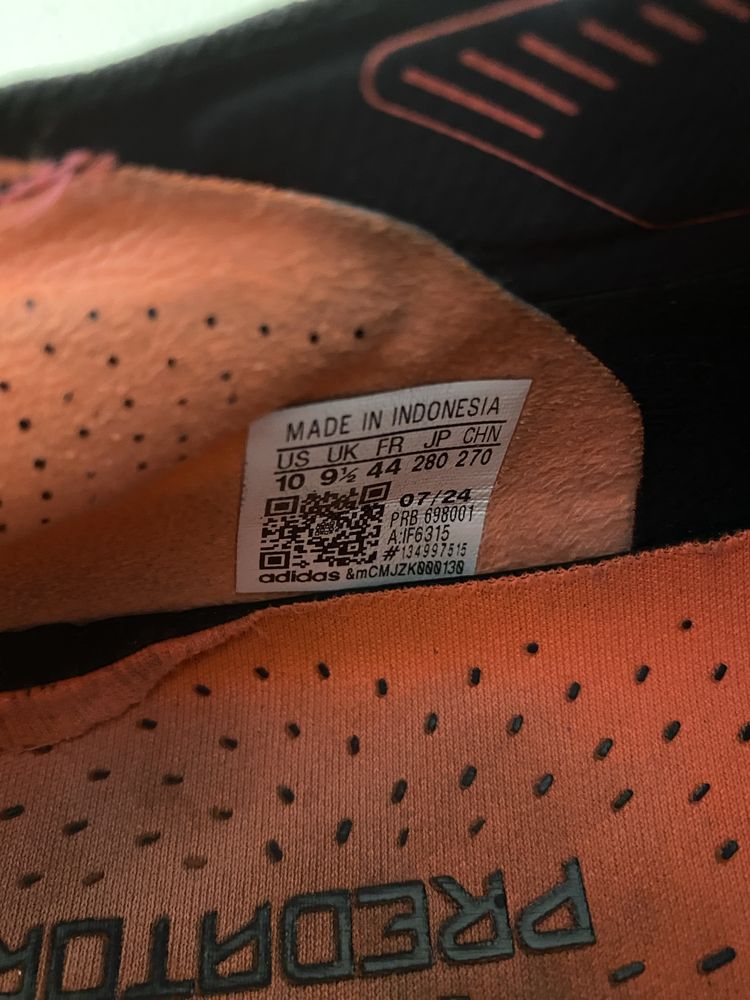 MADE IN INDONESIA
US UK FR JP CHN
10 9½ 44 280 270
07/24
PRB 698001
A:IF6315
#134997515
adidas &mCMJZK000130
PREDATOR